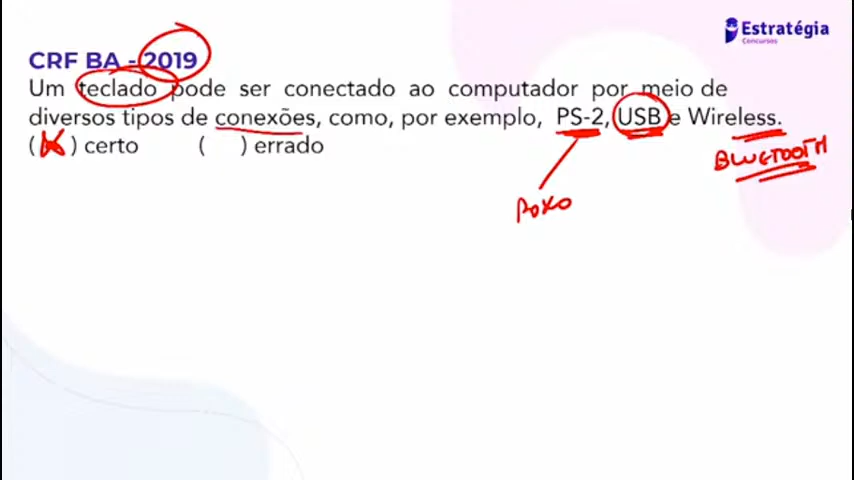 Estratégia
Concursos
CRF BA - 2019
Um teclado pode ser conectado ao computador por meio de
diversos tipos de conexões, como, por exemplo, PS-2, USB e Wireless.
(X) certo ( ) errado
BLUETOOTH
ROXO